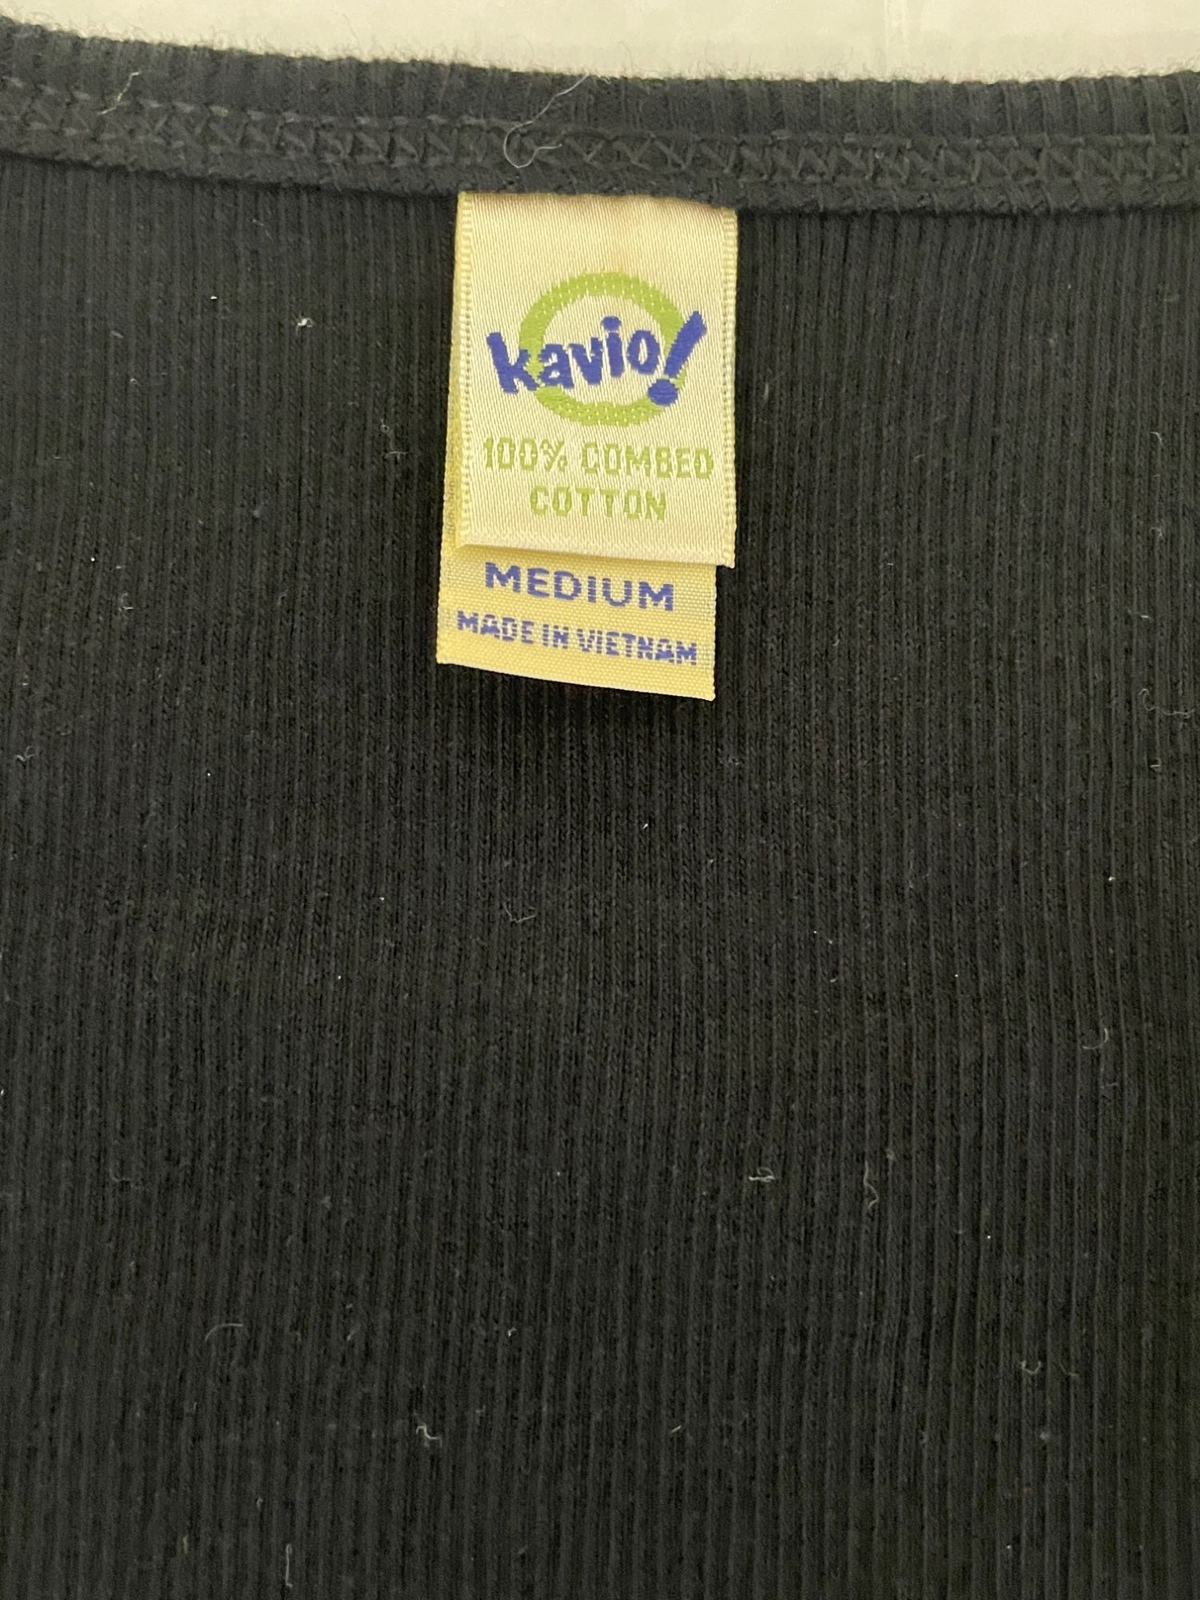 kavio!
100% COMBED
COTTON
MEDIUM
MADE IN VIETNAM